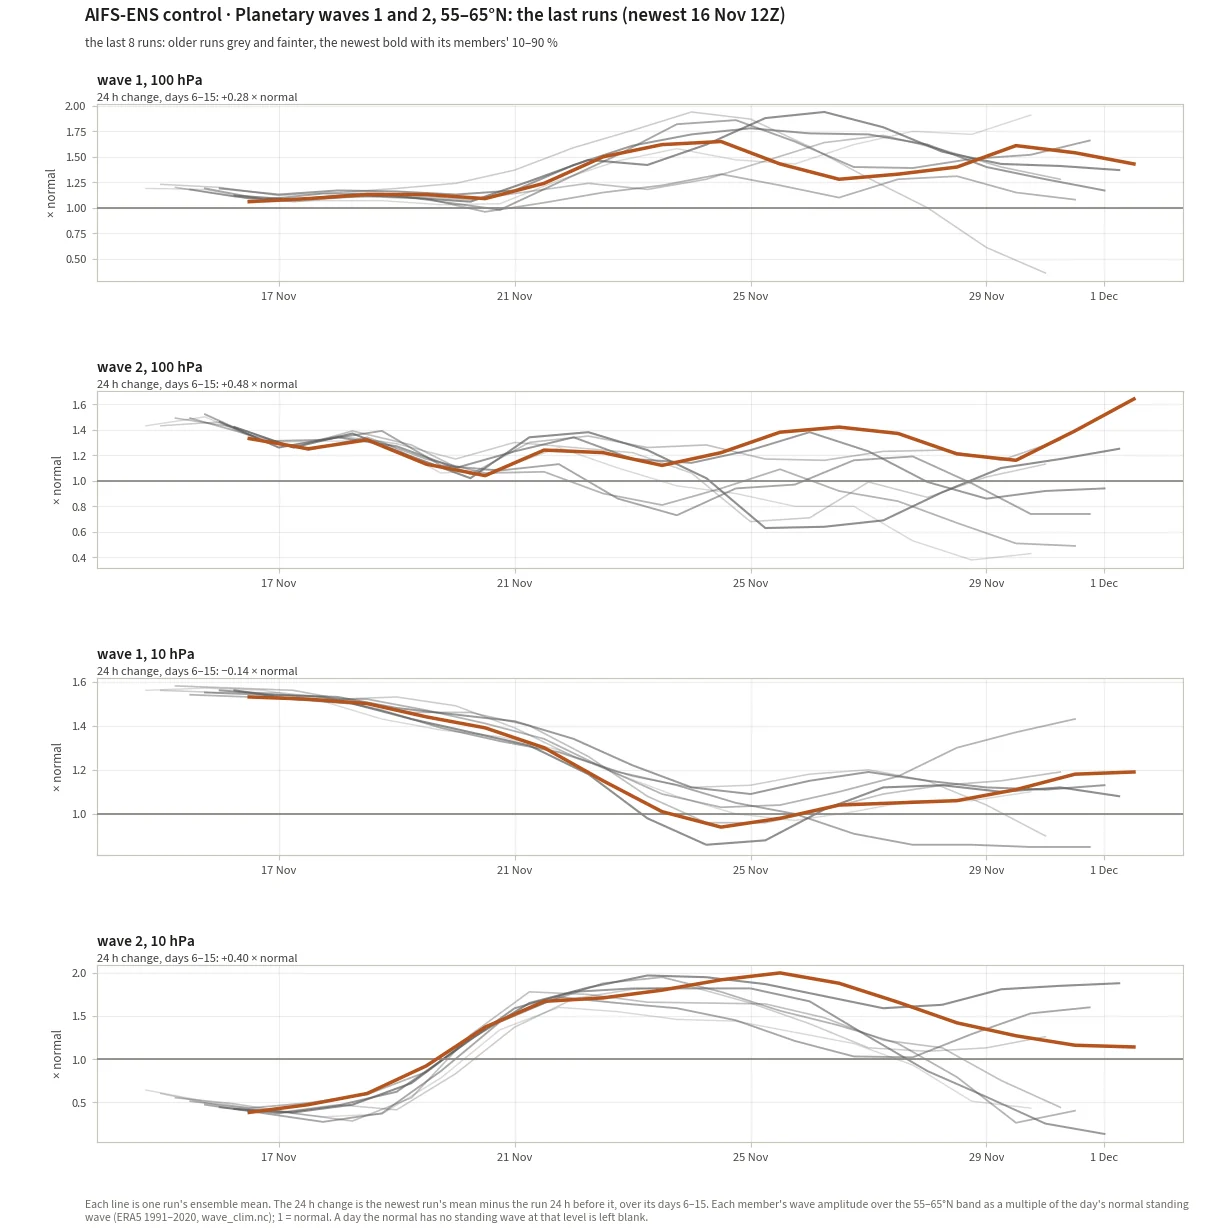 AIFS-ENS control · Planetary waves 1 and 2, 55–65°N: the last runs (newest 16 Nov 12Z)
the last 8 runs: older runs grey and fainter, the newest bold with its members' 10–90 %
wave 1, 100 hPa
24 h change, days 6–15: +0.28 × normal
2.00
1.75
1.50
1.25
1.00
0.75
0.50
× normal
17 Nov
21 Nov
25 Nov
29 Nov
1 Dec
wave 2, 100 hPa
24 h change, days 6–15: +0.48 × normal
1.6
1.4
1.2
1.0
0.8
0.6
0.4
× normal
17 Nov
21 Nov
25 Nov
29 Nov
1 Dec
wave 1, 10 hPa
24 h change, days 6–15: −0.14 × normal
1.6
1.4
1.2
1.0
× normal
17 Nov
21 Nov
25 Nov
29 Nov
1 Dec
wave 2, 10 hPa
24 h change, days 6–15: +0.40 × normal
2.0
1.5
1.0
0.5
× normal
17 Nov
21 Nov
25 Nov
29 Nov
1 Dec
Each line is one run's ensemble mean. The 24 h change is the newest run's mean minus the run 24 h before it, over its days 6–15. Each member's wave amplitude over the 55–65°N band as a multiple of the day's normal standing
wave (ERA5 1991–2020, wave_clim.nc); 1 = normal. A day the normal has no standing wave at that level is left blank.